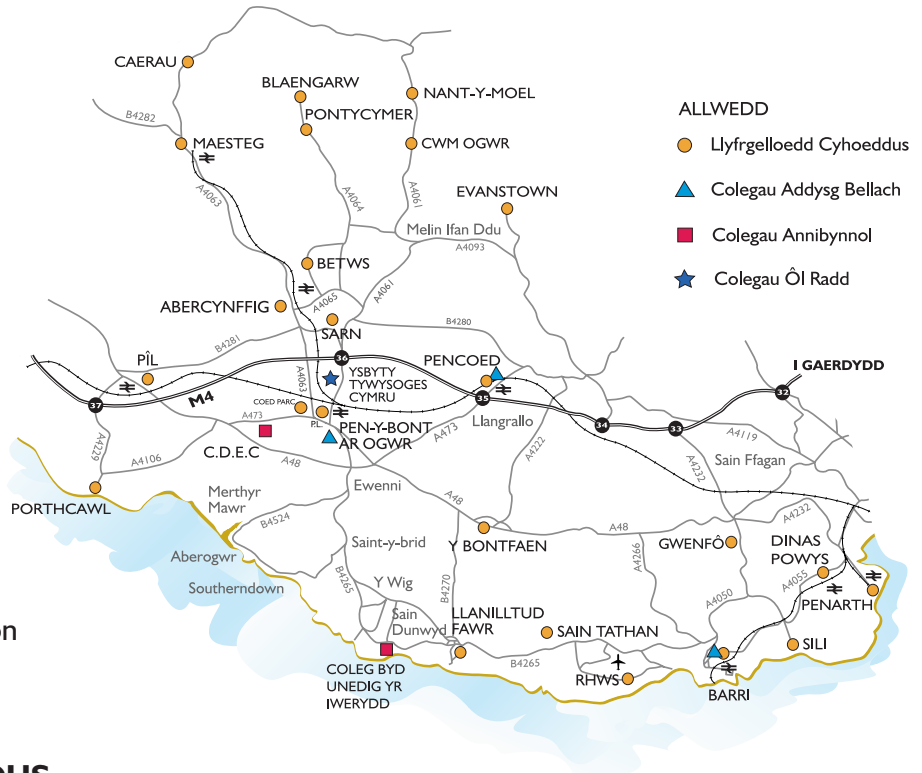 CAERAU
BLAENGARW
NANT-Y-MOEL
B4282
PONTYCYMER
MAESTEG
CWM OGWR
A4063
A4064
A4061
EVANSTOWN
Melin Ifan Ddu
A4093
BETWS
A4061
A4065
ABERCYNFFIG
SARN
B4280
B4281
PÎL
36
YSBYTY
TYWYSOGES
CYMRU
PENCOED
I GAERDYDD
32
37
M4
A4063
COED PARC
P.L.
35
Llangrallo
34
33
A473
PEN-Y-BONT
AR OGWR
A473
A4222
A4119
C.D.E.C
A48
A4229
A4106
Sain Ffagan
A4232
PORTHCAWL
Merthyr
Mawr
Ewenni
A48
B4524
A48
A4232
Aberogwr
Saint-y-brid
Y BONTFAEN
A4266
GWENFÔ
DINAS
POWYS
Southerndown
B4265
Y Wig
B4270
A4050
A4055
PENARTH
Sain
Dunwyd
LLANILLTUD
FAWR
SAIN TATHAN
SILI
B4265
COLEG BYD
UNEDIG YR
IWERYDD
RHWS
BARRI
ALLWEDD
Llyfrgelloedd Cyhoeddus
Colegau Addysg Bellach
Colegau Annibynnol
Colegau Ôl Radd
on